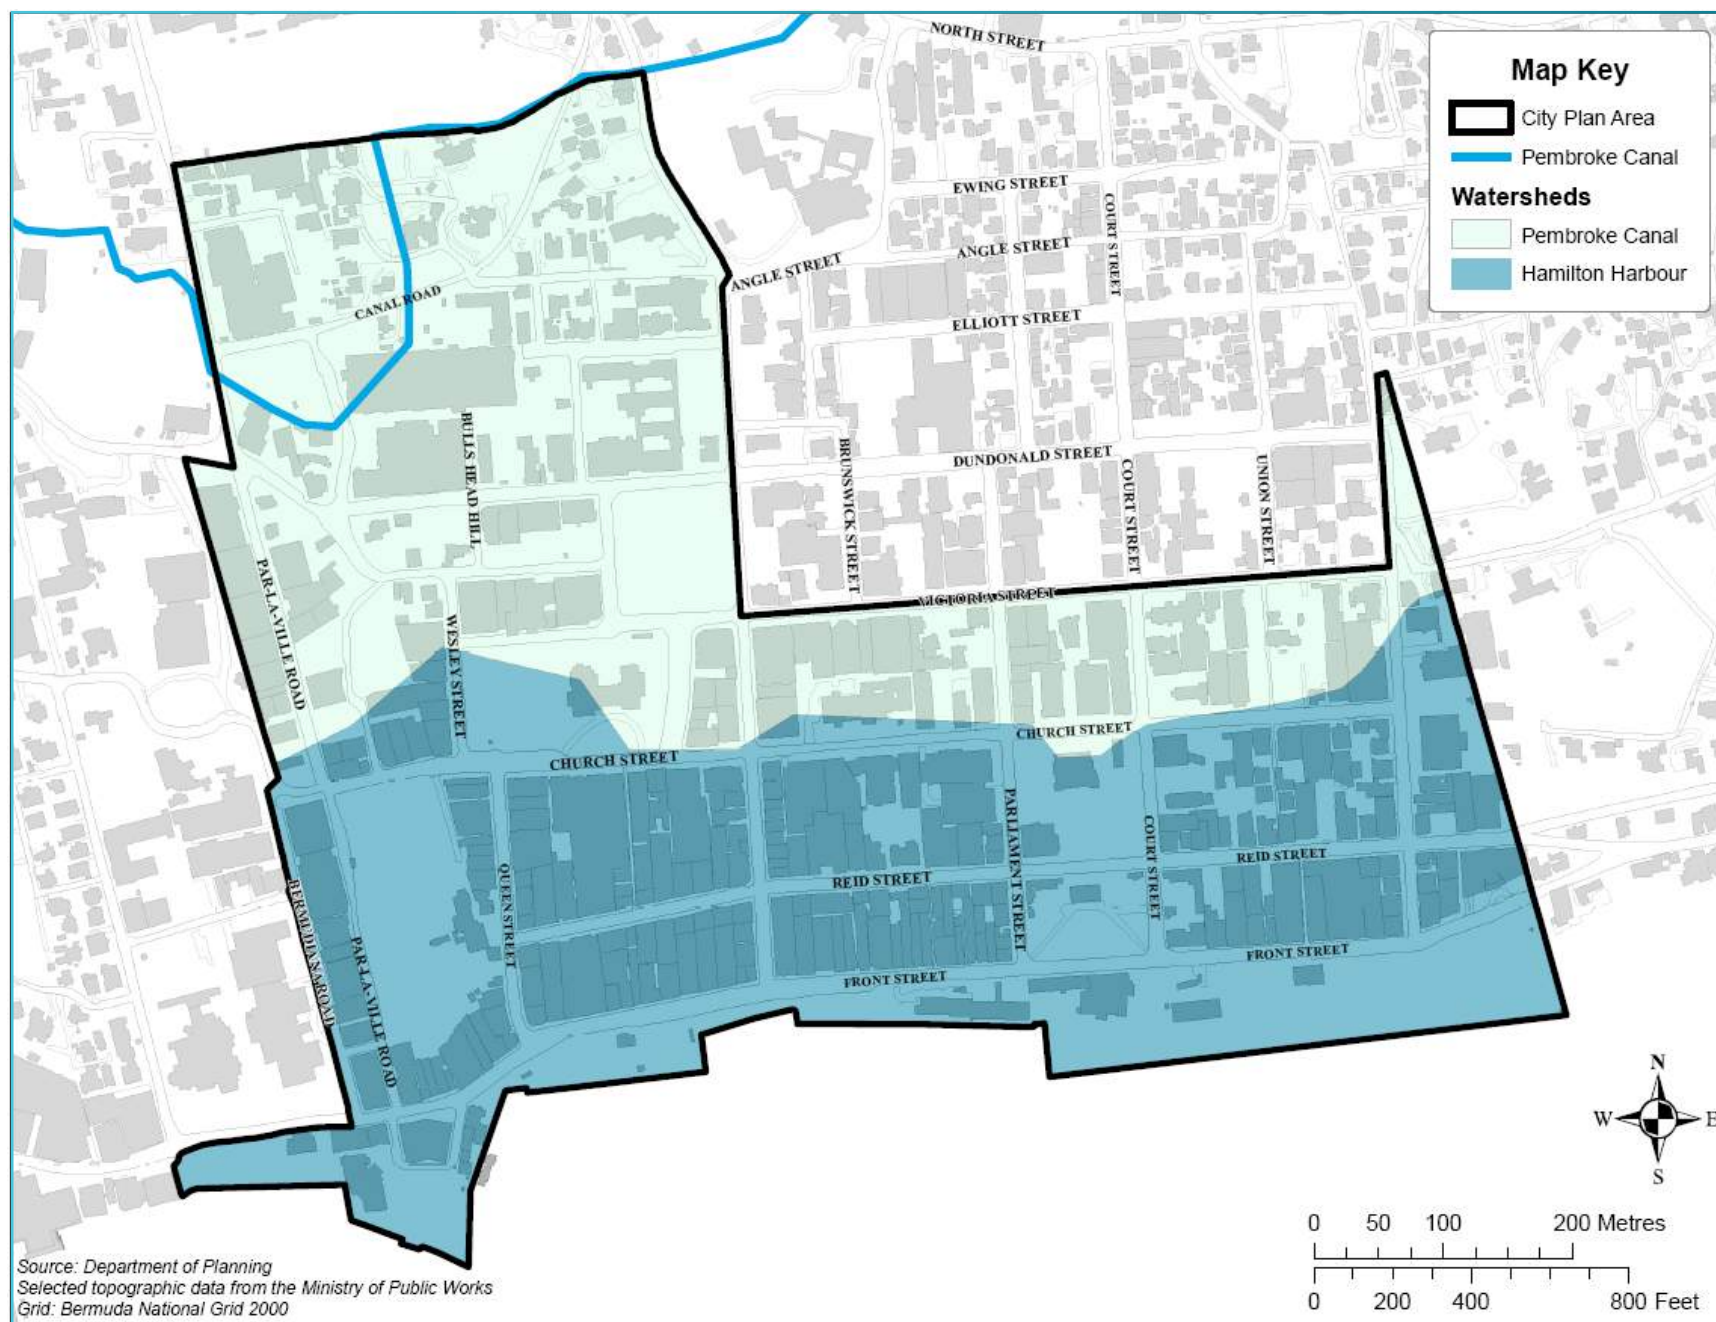 NORTH STREET
Map Key
City Plan Area
Pembroke Canal
Watersheds
Pembroke Canal
Hamilton Harbour
EWING STREET
COURT STREET
ANGLE STREET
ANGLE STREET
CANAL ROAD
ELLIOTT STREET
BULLS HEAD HILL
BRUNSWICK STREET
DUNDONALD STREET
COURT STREET
UNION STREET
PAR-LA-VILLE ROAD
VICTORIA STREET
WESLEY STREET
CHURCH STREET
CHURCH STREET
PARLIAMENT STREET
COURT STREET
QUEEN STREET
REID STREET
REID STREET
BERMUDIANA ROAD
PAR-LA-VILLE ROAD
FRONT STREET
FRONT STREET
N
W E
S
0 50 100 200 Metres
0 200 400 800 Feet
Source: Department of Planning
Selected topographic data from the Ministry of Public Works
Grid: Bermuda National Grid 2000